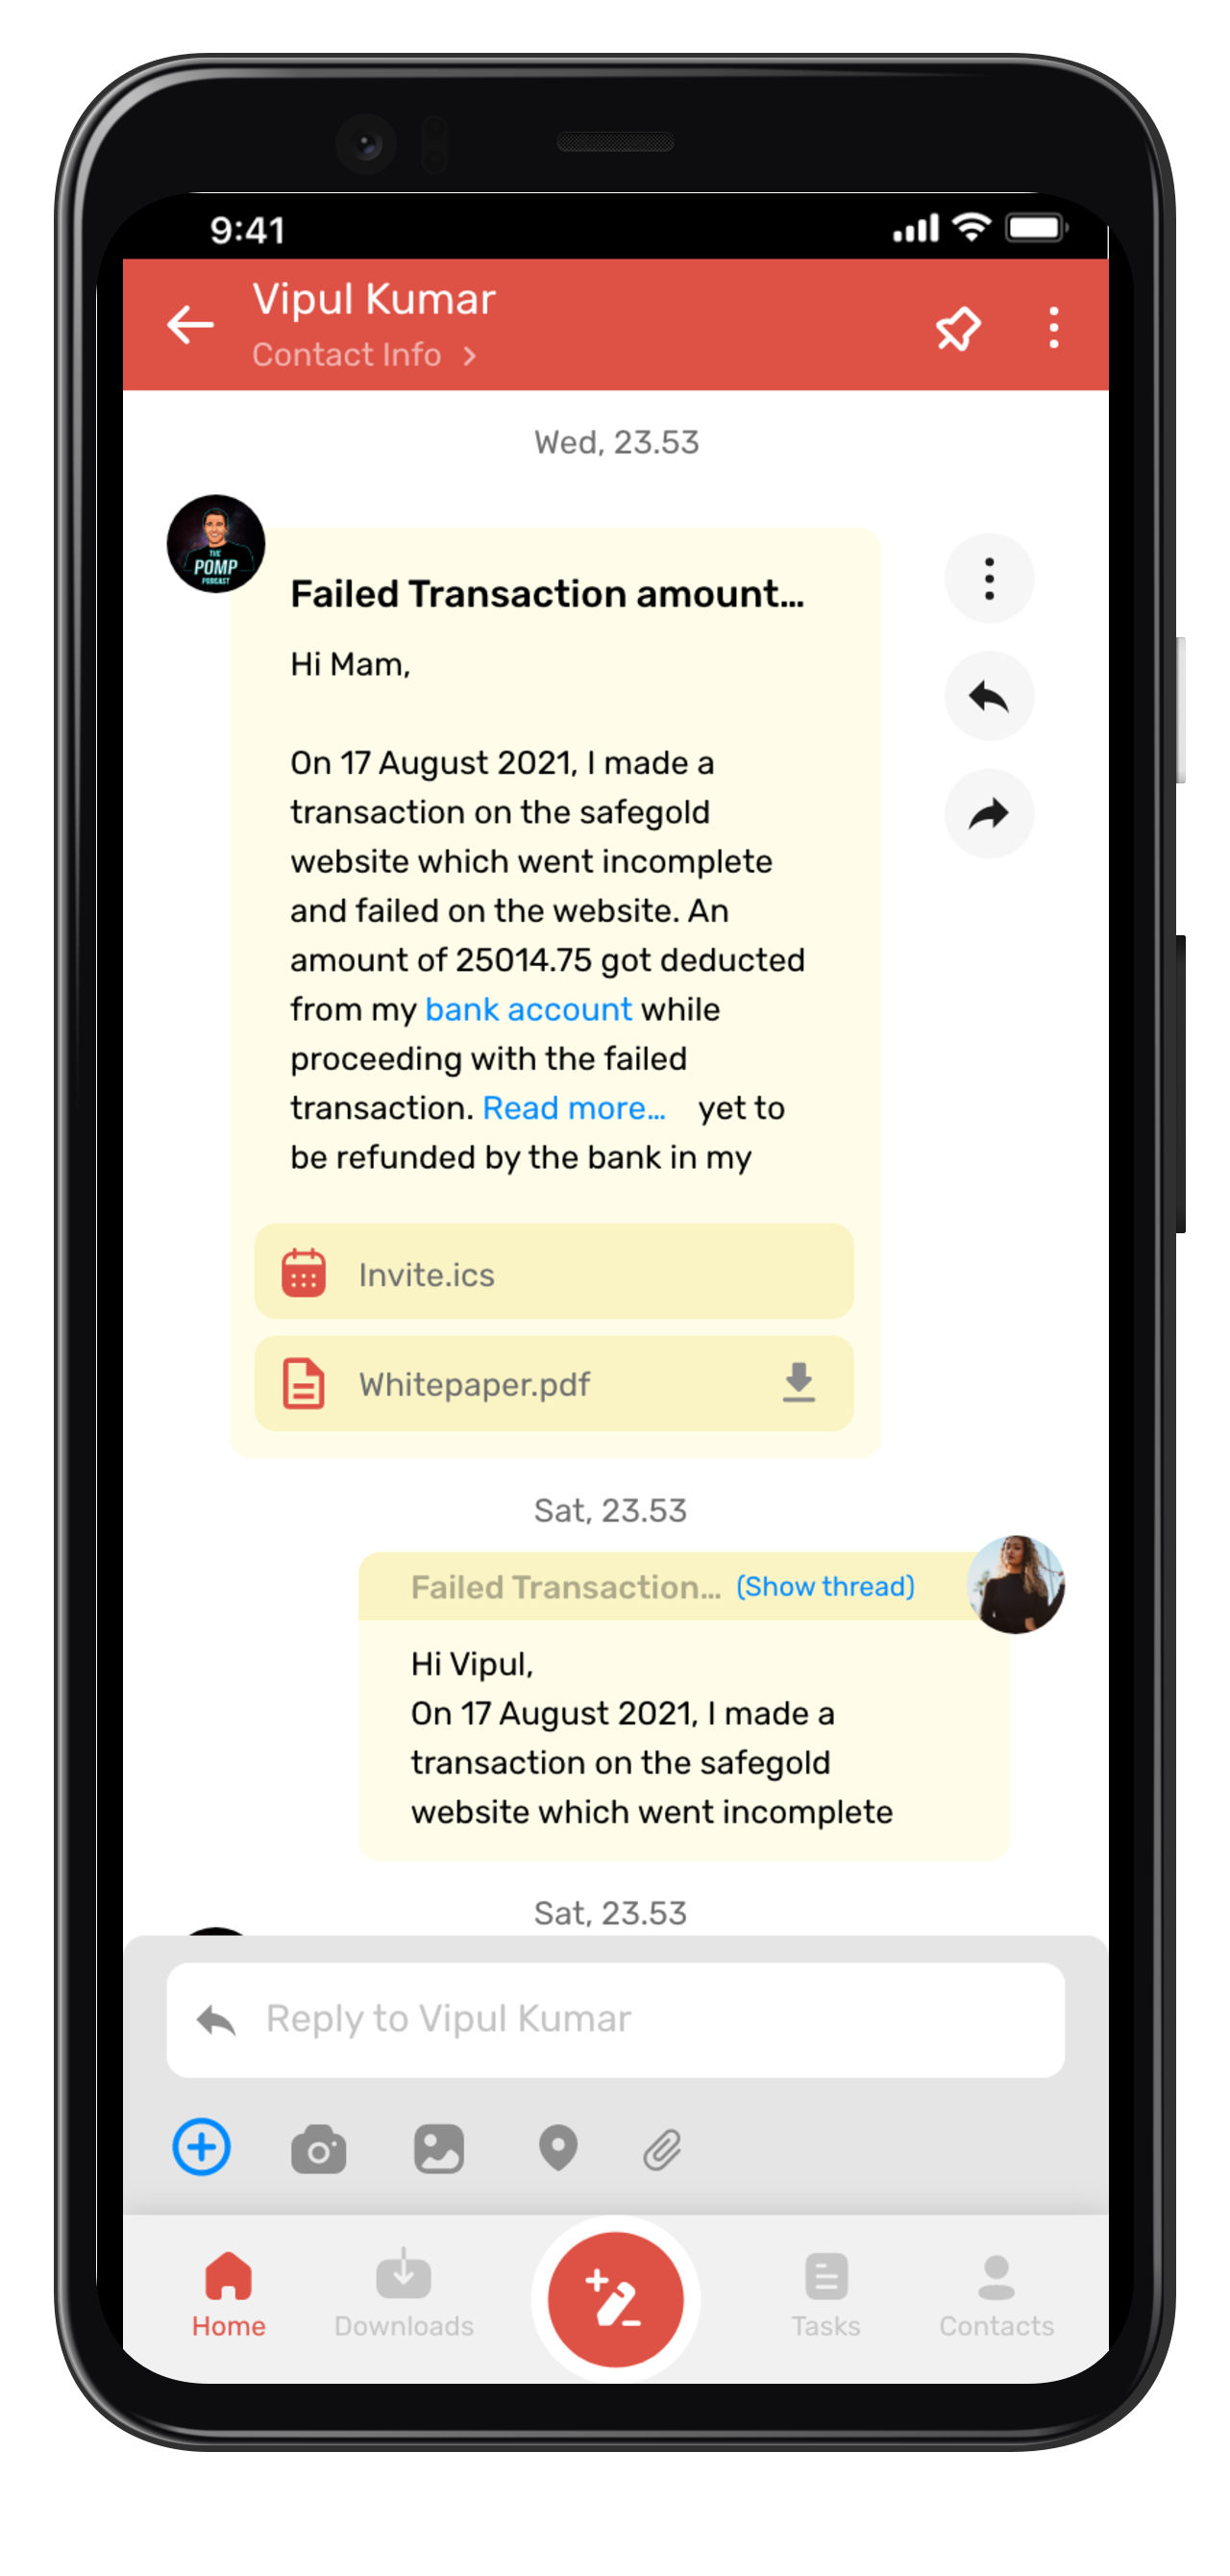 9:41
Vipul Kumar
Contact Info >
Wed, 23.53
THE
POMP
PODCAST
Failed Transaction amount...
Hi Mam,
On 17 August 2021, I made a
transaction on the safegold
website which went incomplete
and failed on the website. An
amount of 25014.75 got deducted
from my bank account while
proceeding with the failed
transaction. Read more... yet to
be refunded by the bank in my
Invite.ics
Whitepaper.pdf
Sat, 23.53
Failed Transaction... (Show thread)
Hi Vipul,
On 17 August 2021, I made a
transaction on the safegold
website which went incomplete
Sat, 23.53
Reply to Vipul Kumar
Home
Downloads
Tasks
Contacts